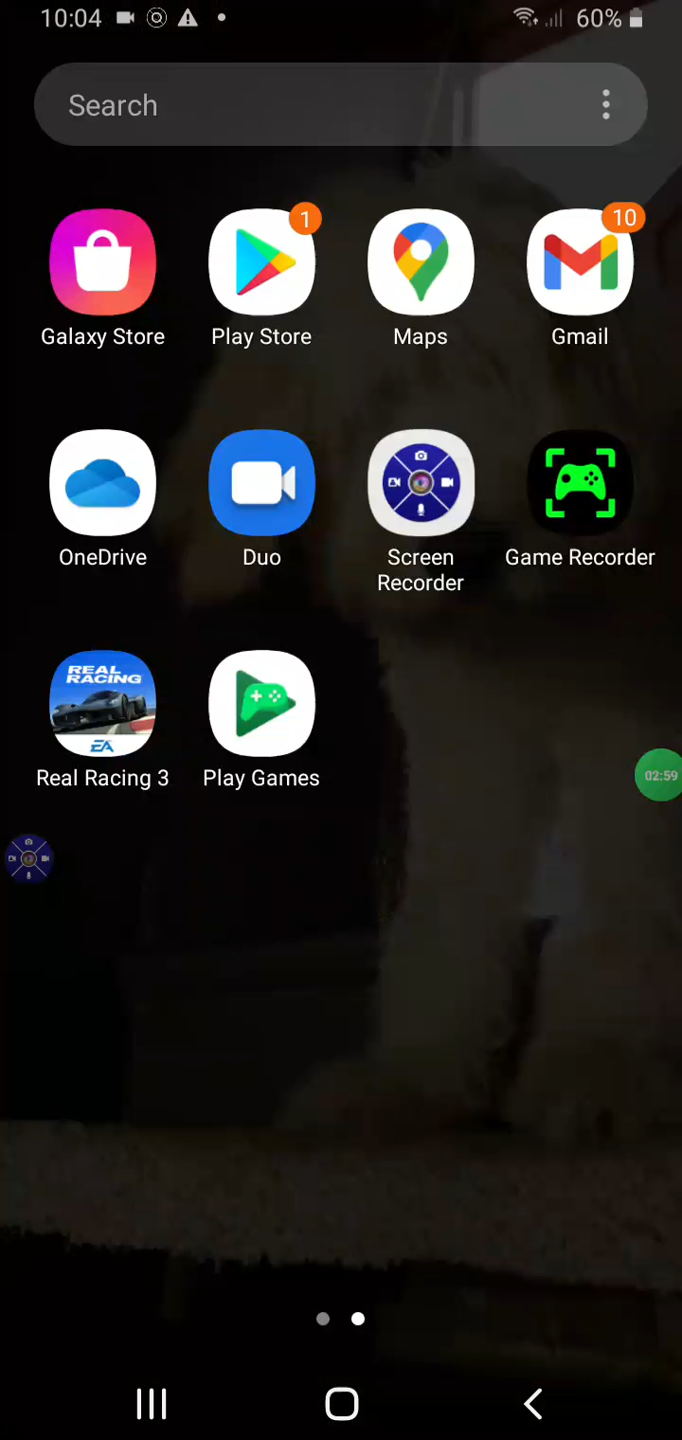 10:04 60%
Search
1 10
Galaxy Store Play Store Maps Gmail
OneDrive Duo Screen Recorder Game Recorder
REAL RACING
EA
Real Racing 3 Play Games
02:59